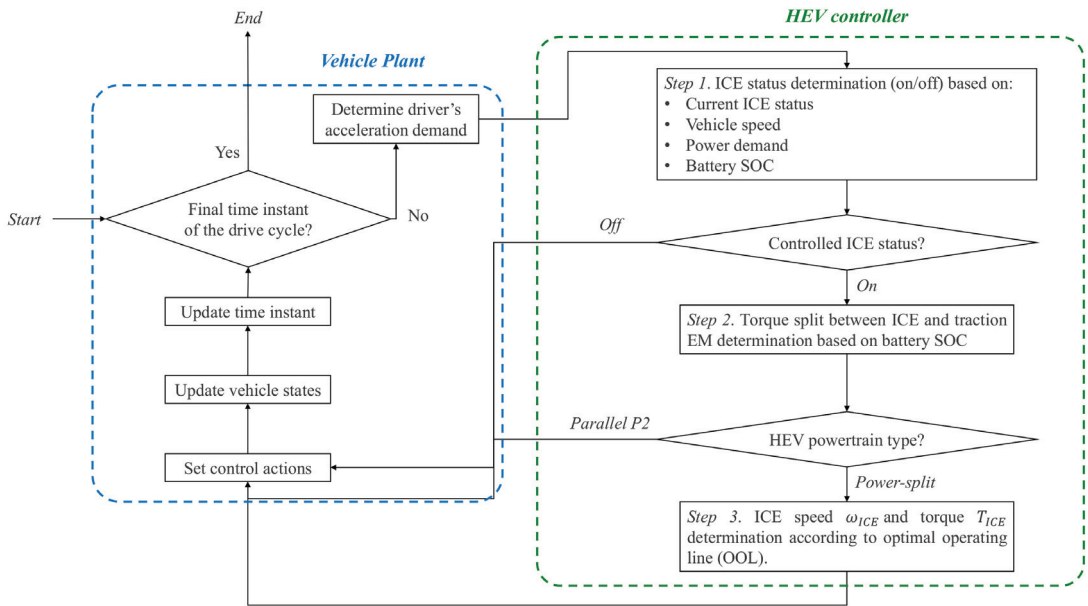 End
HEV controller
Vehicle Plant
Determine driver's
acceleration demand
Step 1. ICE status determination (on/off) based on:
• Current ICE status
• Vehicle speed
• Power demand
• Battery SOC
Yes
Start
Final time instant
of the drive cycle?
No
Off
Controlled ICE status?
On
Update time instant
Step 2. Torque split between ICE and traction
EM determination based on battery SOC
Update vehicle states
Parallel P2
HEV powertrain type?
Set control actions
Power-split
Step 3. ICE speed ω_ICE and torque T_ICE
determination according to optimal operating
line (OOL).